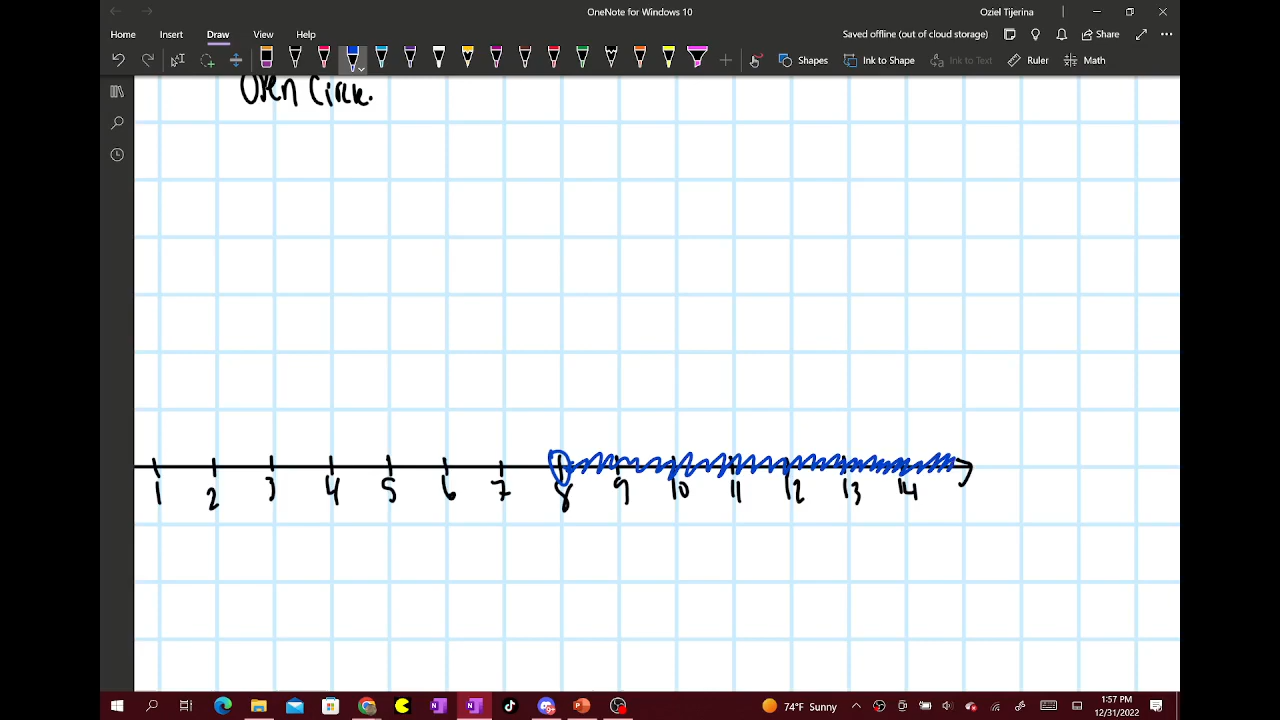 OneNote for Windows 10
Oziel Tijerina
Home Insert Draw View Help
Saved offline (out of cloud storage)
Share
Shapes
Ink to Shape
Ink to Text
Ruler
Math
Open Circle.
1 2 3 4 5 6 7 8 9 10 11 12 13 14
74°F Sunny
1:57 PM
12/31/2022